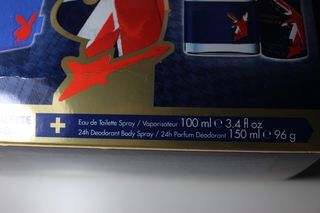 Eau de Toilette Spray / Vaporisateur 100 ml ℮ 3.4 fl oz
24h Deodorant Body Spray / 24h Parfum Déodorant 150 ml ℮ 96 g